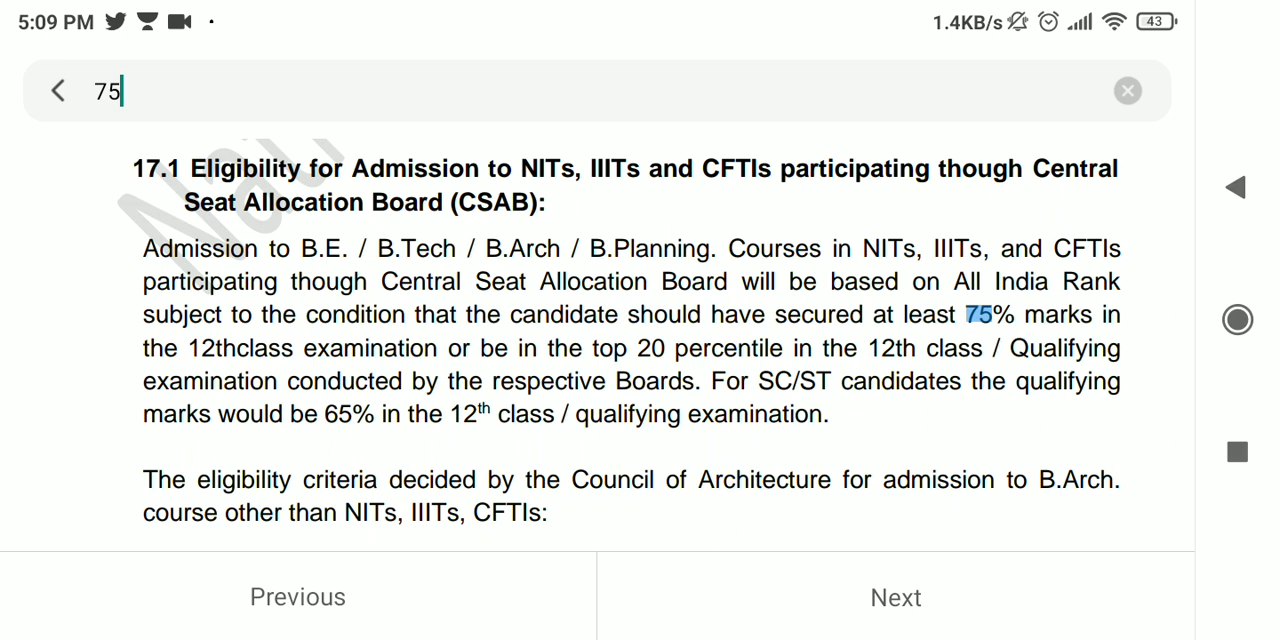 5:09 PM
1.4KB/s
43
75
17.1 Eligibility for Admission to NITs, IIITs and CFTIs participating though Central
Seat Allocation Board (CSAB):
Admission to B.E. / B.Tech / B.Arch / B.Planning. Courses in NITs, IIITs, and CFTIs
participating though Central Seat Allocation Board will be based on All India Rank
subject to the condition that the candidate should have secured at least 75% marks in
the 12thclass examination or be in the top 20 percentile in the 12th class / Qualifying
examination conducted by the respective Boards. For SC/ST candidates the qualifying
marks would be 65% in the 12th class / qualifying examination.
The eligibility criteria decided by the Council of Architecture for admission to B.Arch.
course other than NITs, IIITs, CFTIs:
Previous
Next